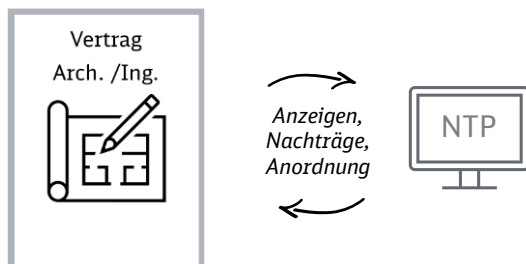 Vertrag
Arch. /Ing.
Anzeigen,
Nachträge,
Anordnung
NTP